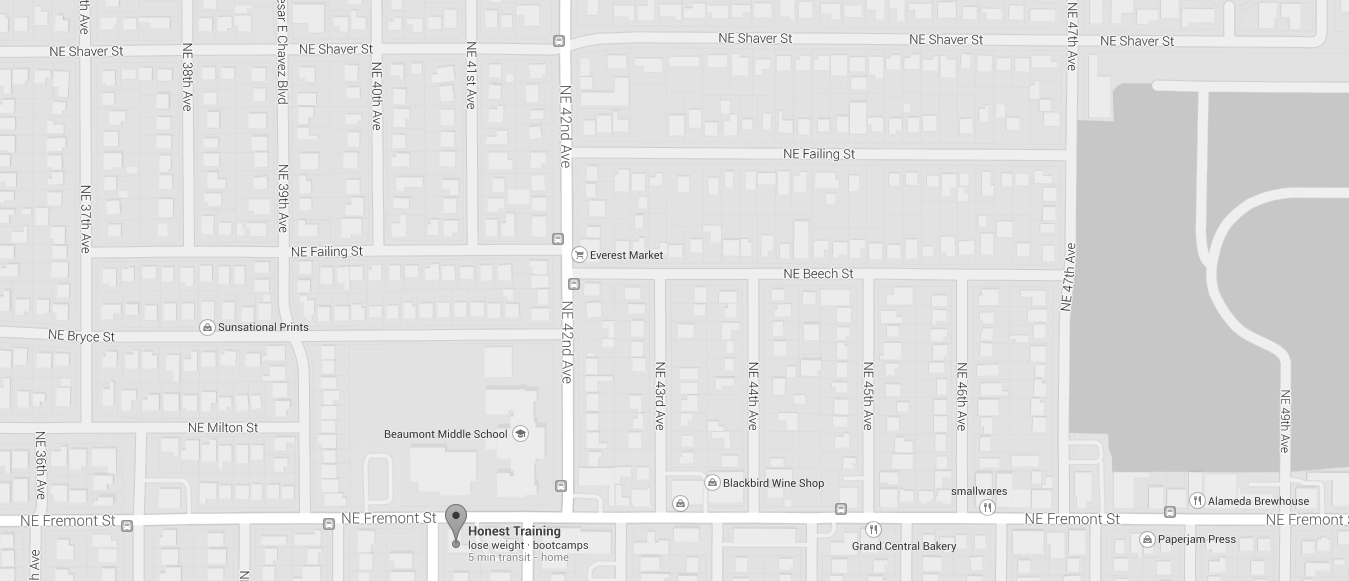 NE 47th Ave
NE Shaver St
NE Shaver St
NE Shaver St
NE Shaver St
NE Shaver St
NE 38th Ave
NE 40th Ave
NE 41st Ave
NE 42nd Ave
Chavez Blvd
NE Failing St
NE 37th Ave
NE 39th Ave
NE Failing St
Everest Market
NE Beech St
NE 47th Ave
Sunsational Prints
NE Bryce St
NE 42nd Ave
NE 43rd Ave
NE 44th Ave
NE 45th Ave
NE 46th Ave
NE 49th Ave
NE Milton St
Beaumont Middle School
NE 36th Ave
Blackbird Wine Shop
smallwares
Alameda Brewhouse
NE Fremont St
NE Fremont St
NE Fremont St
NE Fremont S
Honest Training
lose weight · bootcamps
5 min transit - home
Grand Central Bakery
Paperjam Press
NE